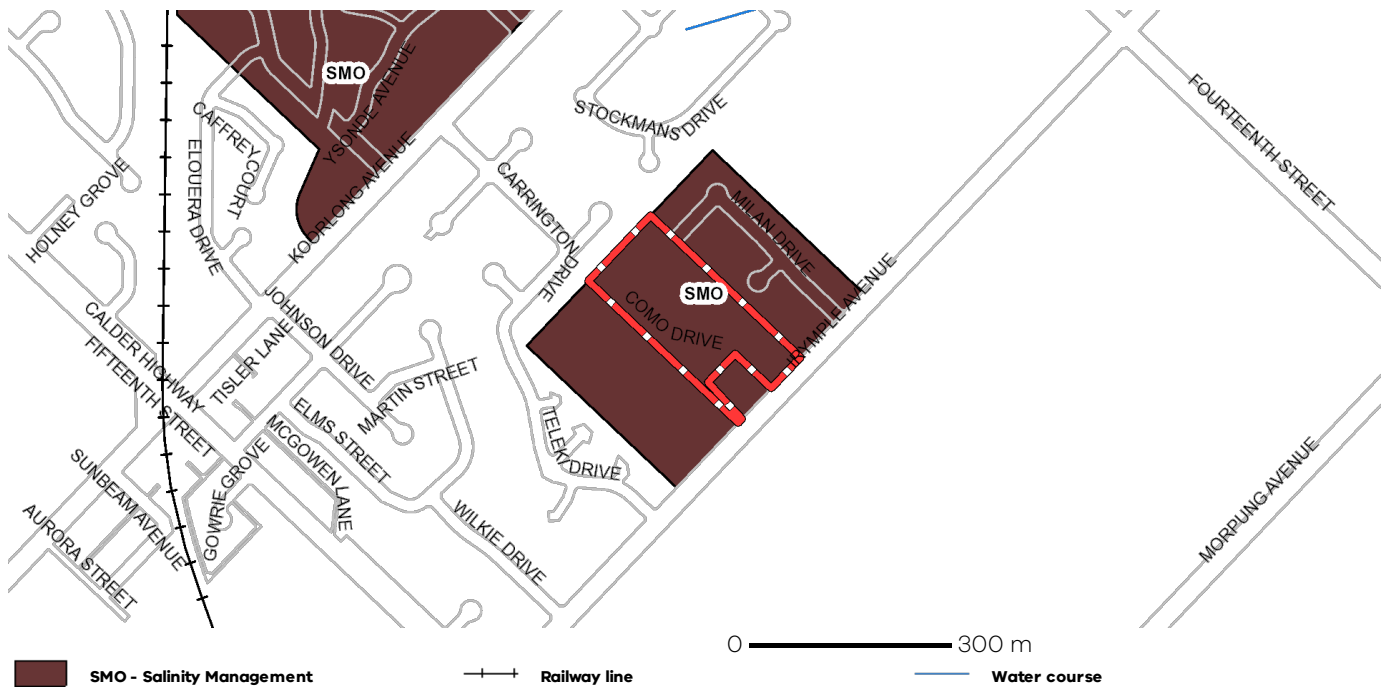 SMO
YSONDE AVENUE
STOCKMANS DRIVE
FOURTEENTH STREET
CAFFREY COURT
ELOUERA DRIVE
HOLNEY GROVE
KOORLONG AVENUE
CARRINGTON DRIVE
MILAN DRIVE
SMO
COMO DRIVE
IRYMPLE AVENUE
JOHNSON DRIVE
CALDER HIGHWAY
FIFTEENTH STREET
TISLER LANE
MARTIN STREET
ELMS STREET
MCGOWEN LANE
TELEK DRIVE
SUNBEAM AVENUE
GOWRIE GROVE
AURORA STREET
WILKIE DRIVE
MORPUNG AVENUE
0 300 m
SMO - Salinity Management
Railway line
Water course